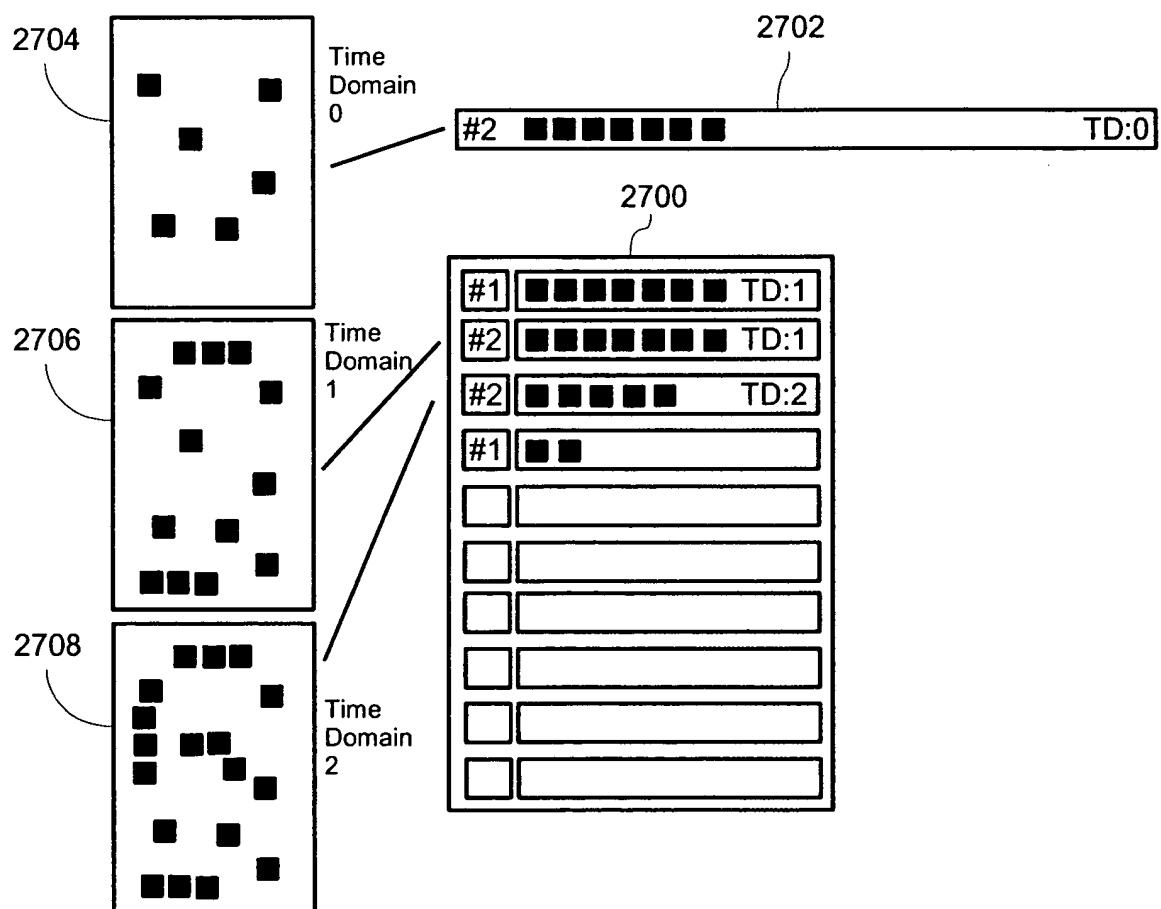 2704
Time
Domain
0
2702
#2 TD:0
2700
#1 TD:1
#2 TD:1
#2 TD:2
#1
2706
Time
Domain
1
2708
Time
Domain
2